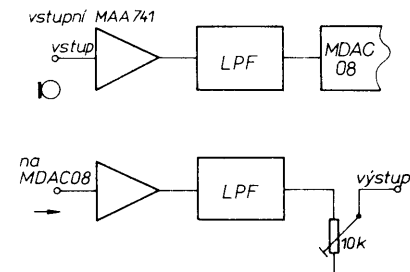 vstupní MAA741
vstup
LPF
MDAC
08
na
MDAC08
LPF
výstup
10k